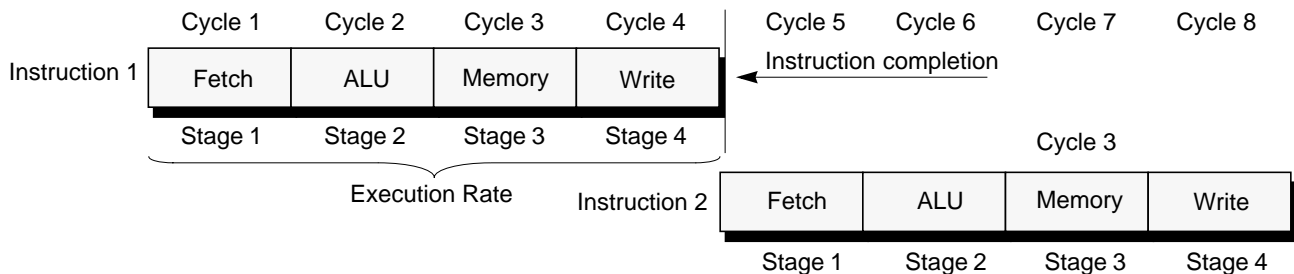 Cycle 1 Cycle 2 Cycle 3 Cycle 4 Cycle 5 Cycle 6 Cycle 7 Cycle 8
Instruction completion
Instruction 1 Fetch ALU Memory Write
Stage 1 Stage 2 Stage 3 Stage 4
Cycle 3
Execution Rate
Instruction 2 Fetch ALU Memory Write
Stage 1 Stage 2 Stage 3 Stage 4